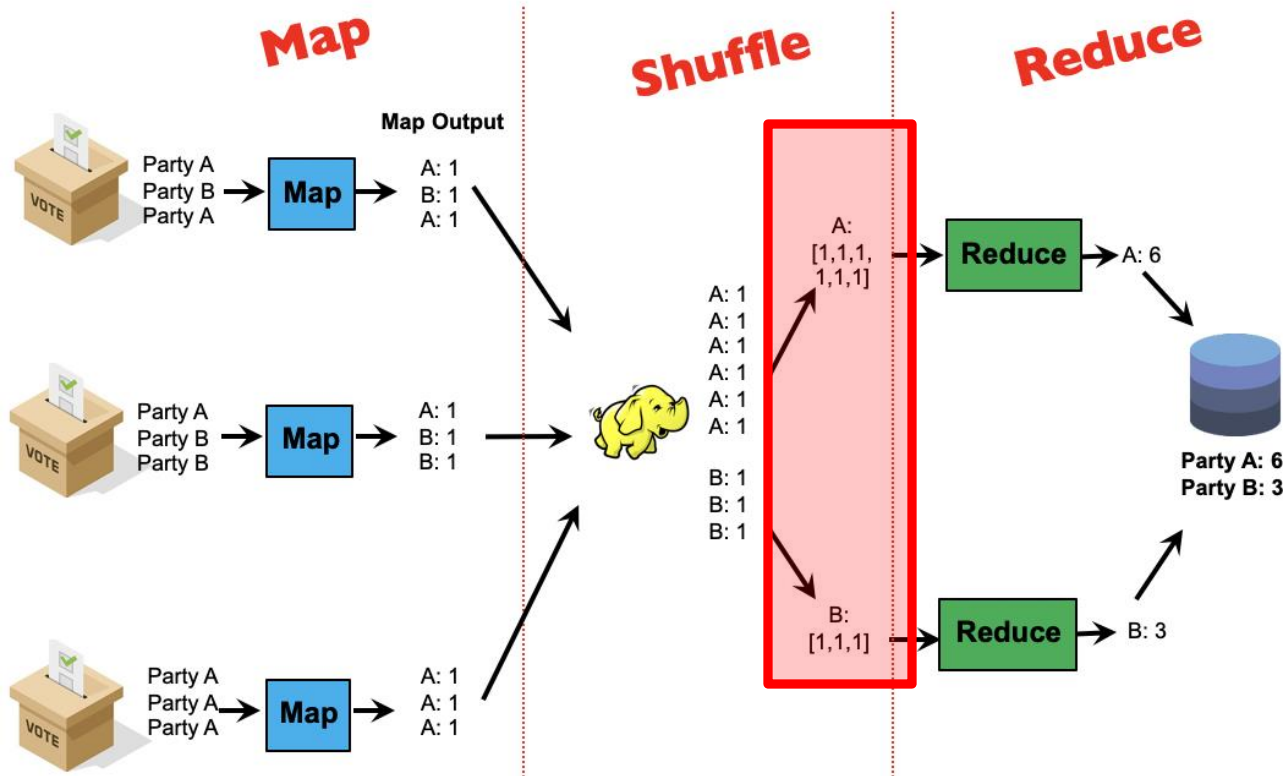 Map
Shuffle
Reduce
Map Output
VOTE
Party A
Party B
Party A
Map
A: 1
B: 1
A: 1
VOTE
Party A
Party B
Party B
Map
A: 1
B: 1
B: 1
VOTE
Party A
Party A
Party A
Map
A: 1
A: 1
A: 1
A: 1
A: 1
A: 1
A: 1
A: 1
A: 1
B: 1
B: 1
B: 1
A:
[1,1,1,
1,1,1]
B:
[1,1,1]
Reduce
A: 6
Reduce
B: 3
Party A: 6
Party B: 3